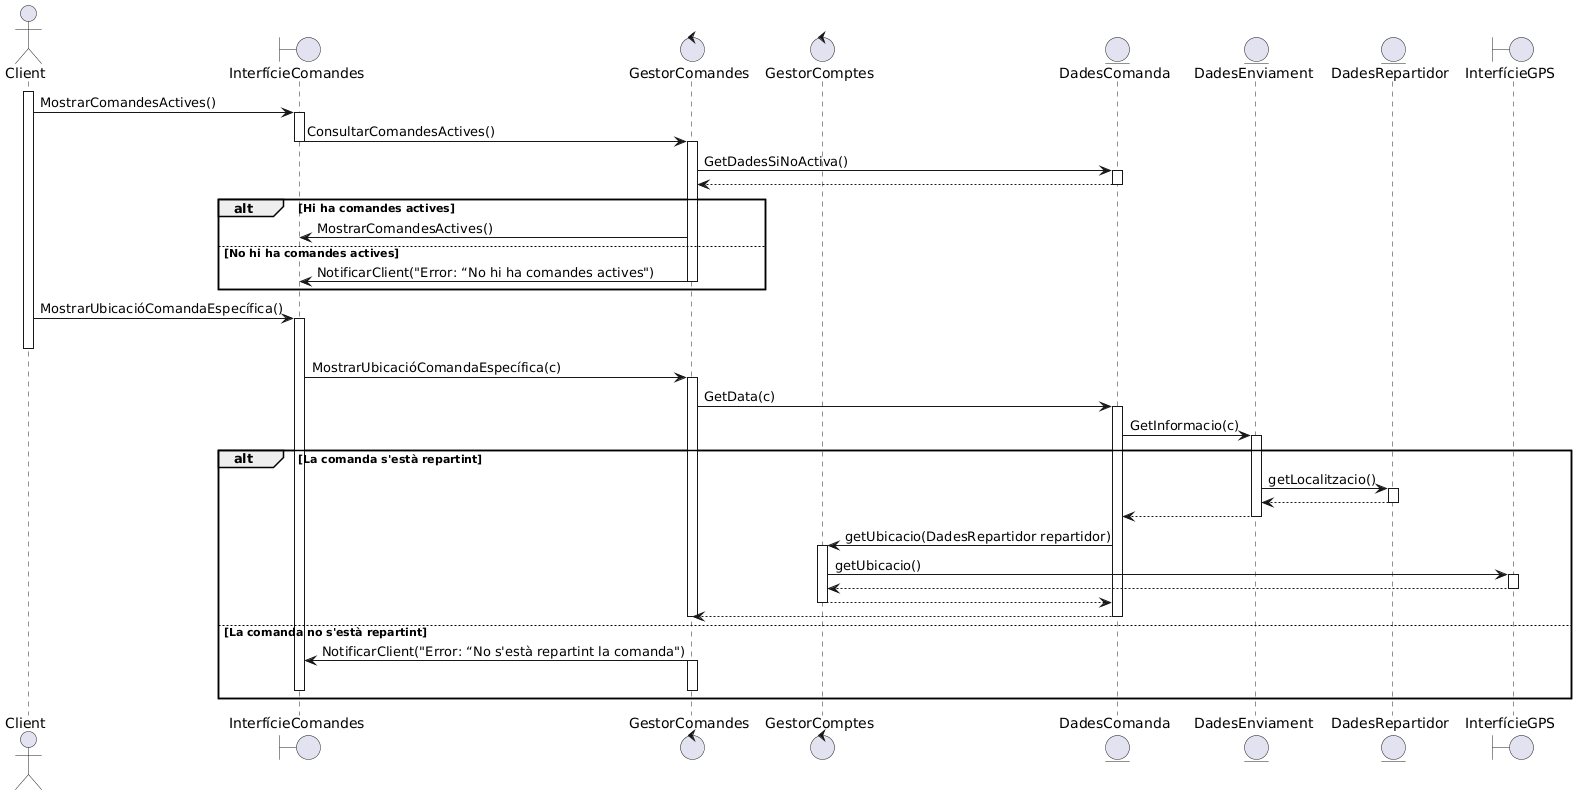 Client
InterfícieComandes
GestorComandes
GestorComptes
DadesComanda
DadesEnviament
DadesRepartidor
InterfícieGPS
MostrarComandesActives()
ConsultarComandesActives()
GetDadesSiNoActiva()
alt
[Hi ha comandes actives]
MostrarComandesActives()
[No hi ha comandes actives]
NotificarClient("Error: “No hi ha comandes actives")
MostrarUbicacióComandaEspecífica()
MostrarUbicacióComandaEspecífica(c)
GetData(c)
GetInformacio(c)
alt
[La comanda s'està repartint]
getLocalitzacio()
getUbicacio(DadesRepartidor repartidor)
getUbicacio()
[La comanda no s'està repartint]
NotificarClient("Error: “No s'està repartint la comanda")
Client
InterfícieComandes
GestorComandes
GestorComptes
DadesComanda
DadesEnviament
DadesRepartidor
InterfícieGPS